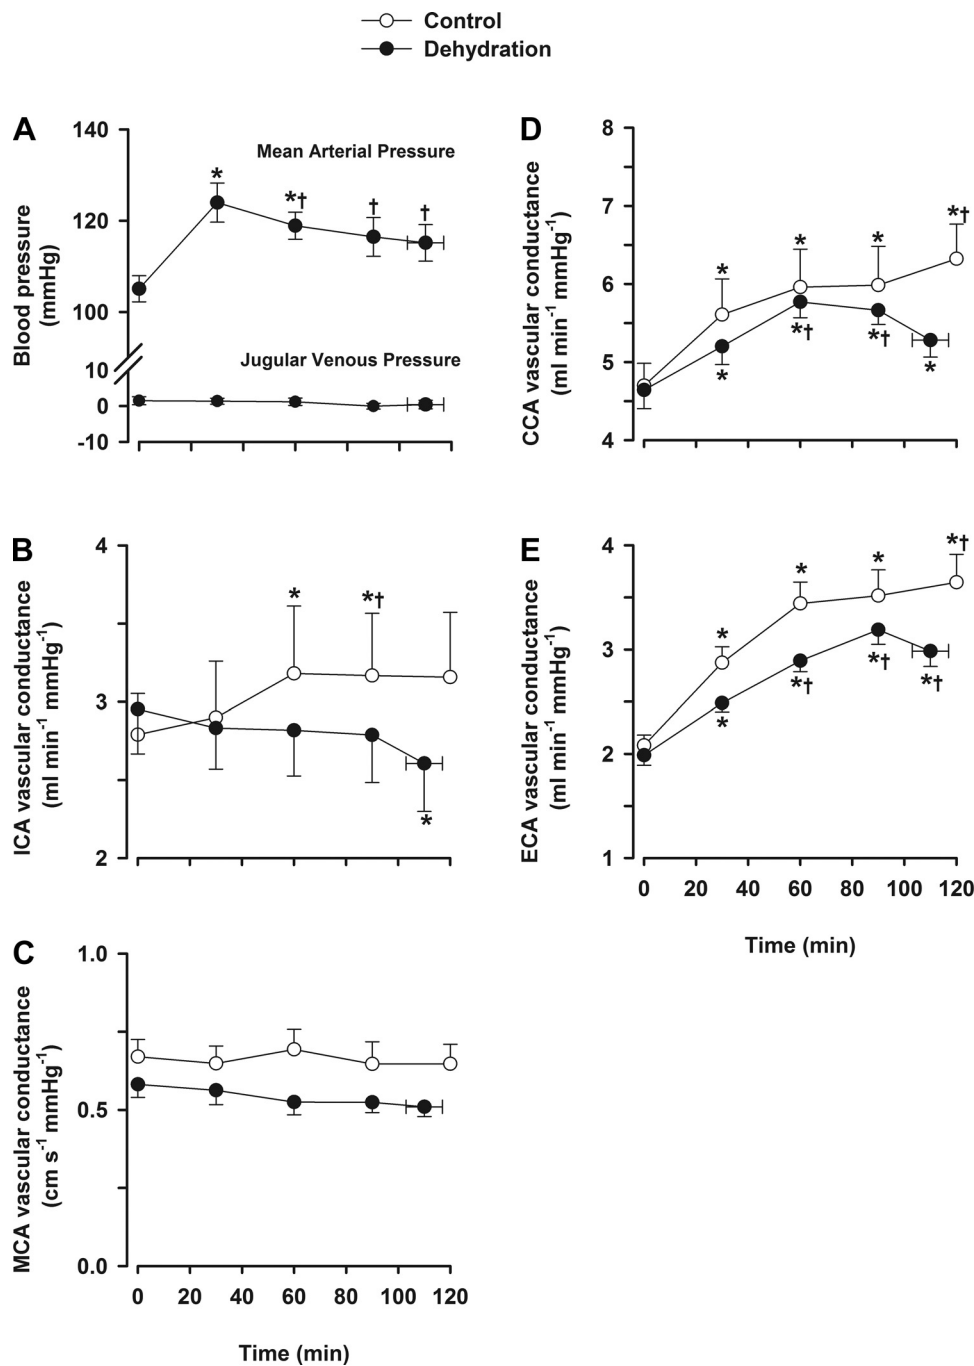 Control
Dehydration
A
Blood pressure
(mmHg)
140
120
100
10
0
-10
Mean Arterial Pressure
*
*†
†
†
Jugular Venous Pressure
D
CCA vascular conductance
(ml min-1 mmHg-1)
8
7
6
5
4
*
*
*
*†
*
*†
*†
*
B
ICA vascular conductance
(ml min-1 mmHg-1)
4
3
2
*
*†
*
E
ECA vascular conductance
(ml min-1 mmHg-1)
4
3
2
1
*
*
*
*†
*
*†
*†
*†
0 20 40 60 80 100 120
Time (min)
C
MCA vascular conductance
(cm s-1 mmHg-1)
1.0
0.5
0.0
0 20 40 60 80 100 120
Time (min)